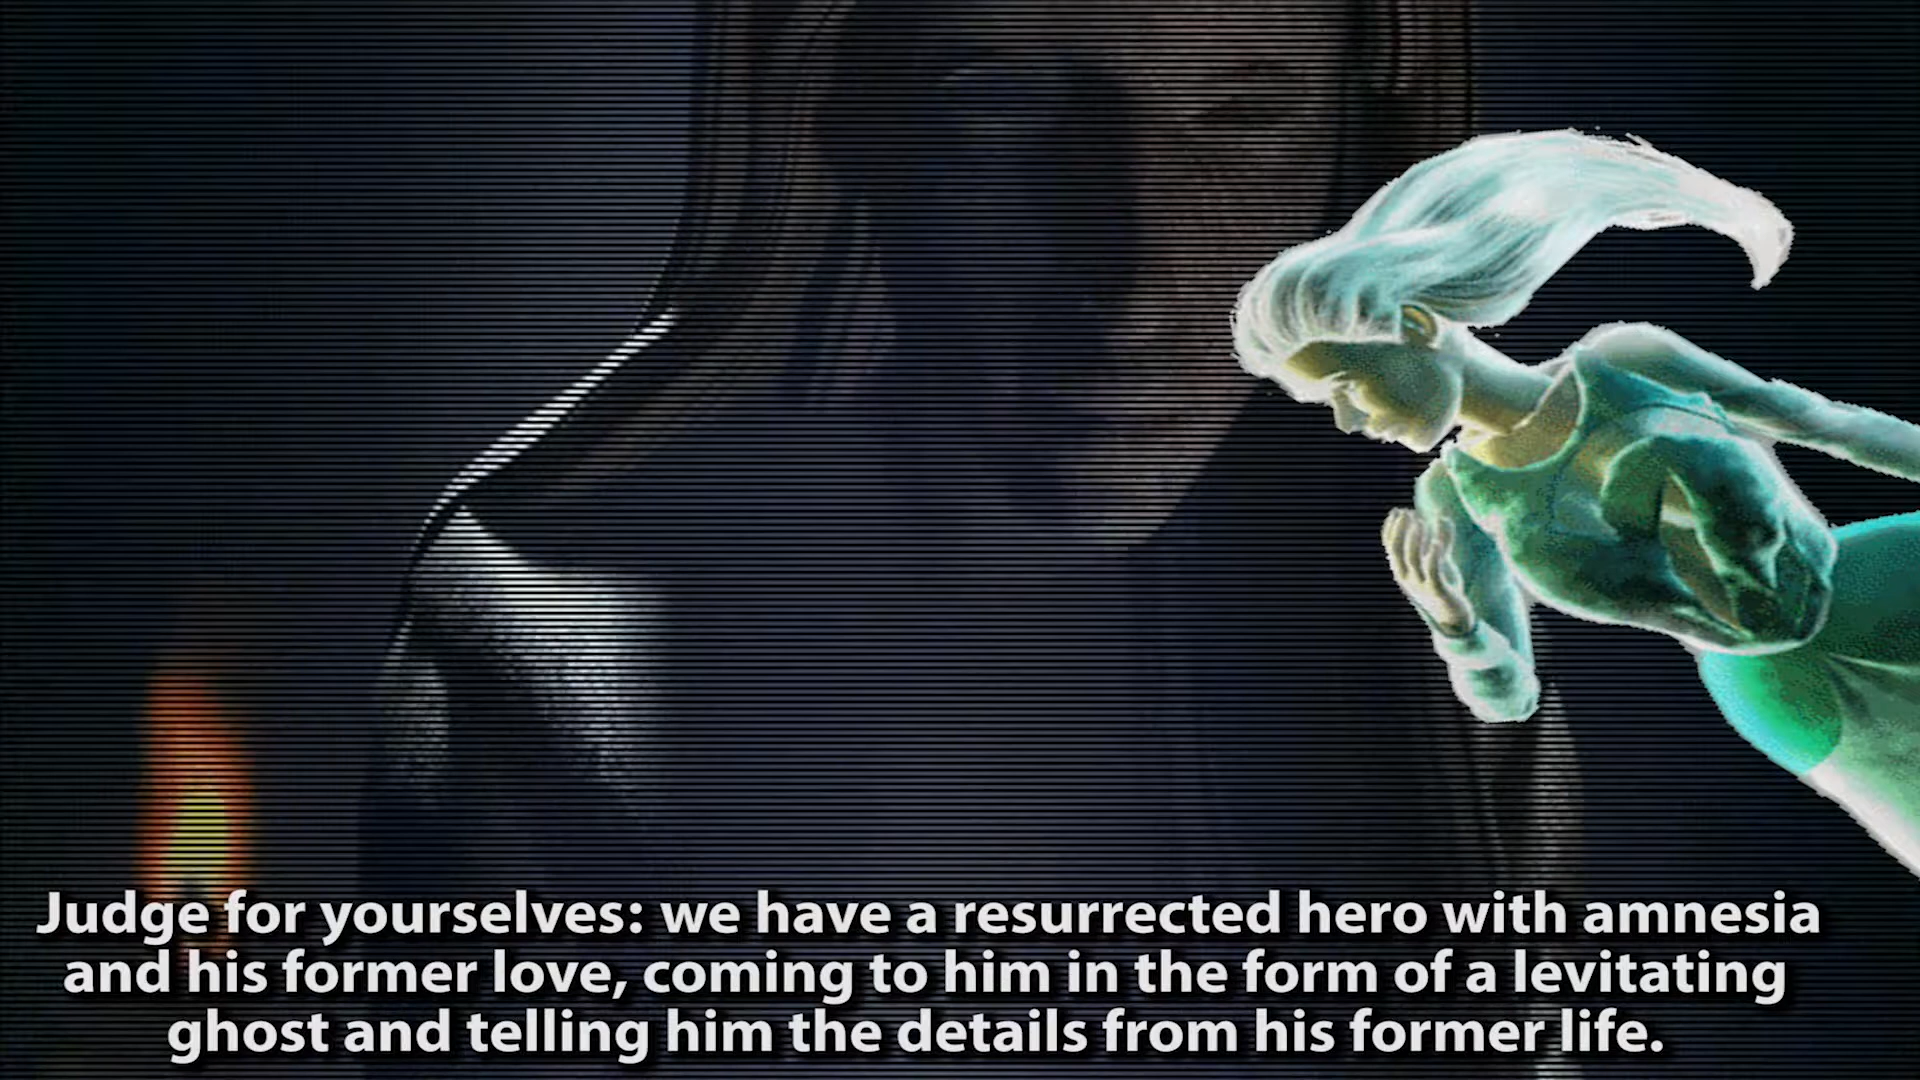 Judge for yourselves: we have a resurrected hero with amnesia
and his former love, coming to him in the form of a levitating
ghost and telling him the details from his former life.